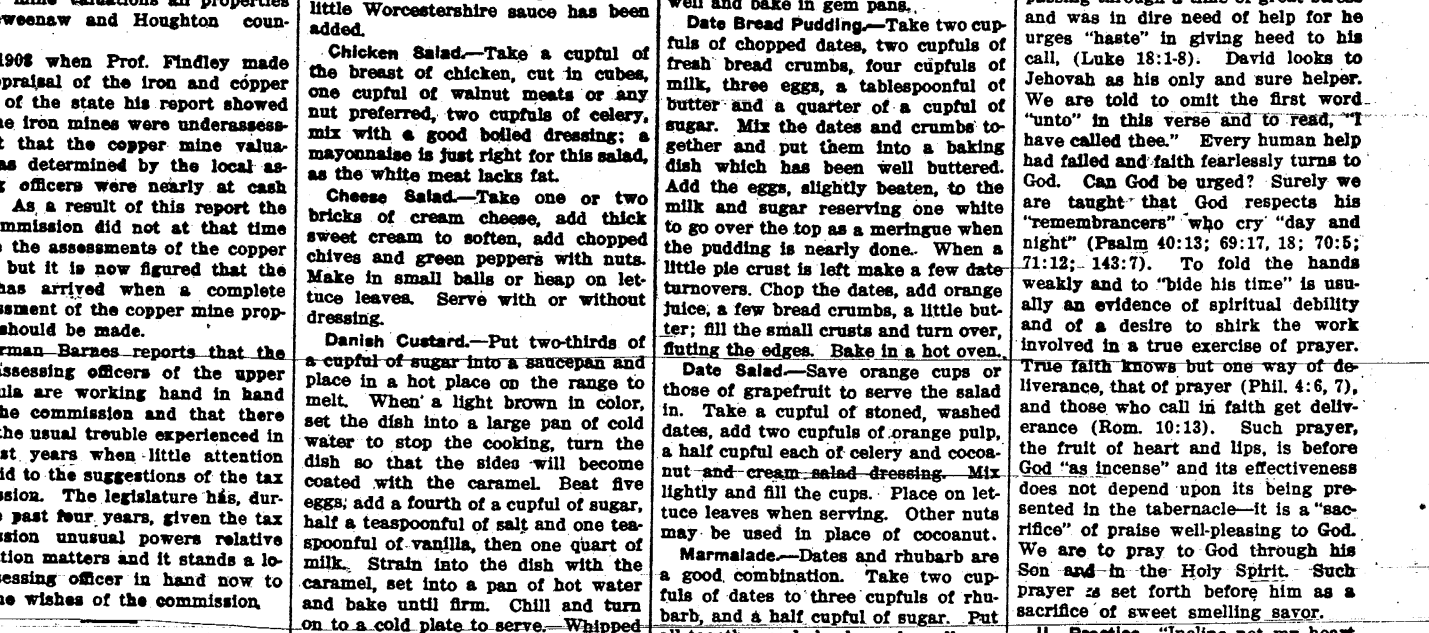 weenaw and Houghton coun-
1908 when Prof. Findley made
praisal of the iron and copper
of the state his report showed
e iron mines were underassess-
t that the copper mine valua-
as determined by the local as-
g officers were nearly at cash
As a result of this report the
mmission did not at that time
the assessments of the copper
but it is now figured that the
has arrived when a complete
ssment of the copper mine prop-
should be made.
rman Barnes reports that the
assessing officers of the upper
ula are working hand in hand
he commission and that there
the usual trouble experienced in
st years when little attention
id to the suggestions of the tax
ssion. The legislature has, dur-
past four years, given the tax
ssion unusual powers relative
tion matters and it stands a lo-
sessing officer in hand now to
he wishes of the commission.
little Worcestershire sauce has been
added.
Chicken Salad.—Take a cupful of
the breast of chicken, cut in cubes,
one cupful of walnut meats or any
nut preferred, two cupfuls of celery,
mix with a good boiled dressing; a
mayonnaise is just right for this salad,
as the white meat lacks fat.
Cheese Salad.—Take one or two
bricks of cream cheese, add thick
sweet cream to soften, add chopped
chives and green peppers with nuts.
Make in small balls or heap on let-
tuce leaves. Serve with or without
dressing.
Danish Custard.—Put two-thirds of
a cupful of sugar into a saucepan and
place in a hot place on the range to
melt. When a light brown in color,
set the dish into a large pan of cold
water to stop the cooking, turn the
dish so that the sides will become
coated with the caramel. Beat five
eggs, add a fourth of a cupful of sugar,
half a teaspoonful of salt and one tea-
spoonful of vanilla, then one quart of
milk. Strain into the dish with the
caramel, set into a pan of hot water
and bake until firm. Chill and turn
on to a cold plate to serve. Whipped
well and bake in gem pans.
Date Bread Pudding.—Take two cup-
fuls of chopped dates, two cupfuls of
fresh bread crumbs, four cupfuls of
milk, three eggs, a tablespoonful of
butter and a quarter of a cupful of
sugar. Mix the dates and crumbs to-
gether and put them into a baking
dish which has been well buttered.
Add the eggs, slightly beaten, to the
milk and sugar reserving one white
to go over the top as a meringue when
the pudding is nearly done. When a
little pie crust is left make a few date
turnovers. Chop the dates, add orange
juice, a few bread crumbs, a little but-
ter; fill the small crusts and turn over,
fluting the edges. Bake in a hot oven.
Date Salad.—Save orange cups or
those of grapefruit to serve the salad
in. Take a cupful of stoned, washed
dates, add two cupfuls of orange pulp,
a half cupful each of celery and cocoa-
nut and cream salad dressing. Mix
lightly and fill the cups. Place on let-
tuce leaves when serving. Other nuts
may be used in place of cocoanut.
Marmalade.—Dates and rhubarb are
a good combination. Take two cup-
fuls of dates to three cupfuls of rhu-
barb, and a half cupful of sugar. Put
and was in dire need of help for he
urges "haste" in giving heed to his
call, (Luke 18:1-8). David looks to
Jehovah as his only and sure helper.
We are told to omit the first word
"unto" in this verse and to read, "I
have called thee." Every human help
had failed and faith fearlessly turns to
God. Can God be urged? Surely we
are taught that God respects his
"remembrancers" who cry "day and
night" (Psalm 40:13; 69:17, 18; 70:5;
71:12; 143:7). To fold the hands
weakly and to "bide his time" is usu-
ally an evidence of spiritual debility
and of a desire to shirk the work
involved in a true exercise of prayer.
True faith knows but one way of de-
liverance, that of prayer (Phil. 4:6, 7),
and those who call in faith get deliv-
erance (Rom. 10:13). Such prayer,
the fruit of heart and lips, is before
God "as incense" and its effectiveness
does not depend upon its being pre-
sented in the tabernacle—it is a "sac-
rifice" of praise well-pleasing to God.
We are to pray to God through his
Son and in the Holy Spirit. Such
prayer is set forth before him as a
sacrifice of sweet smelling savor.